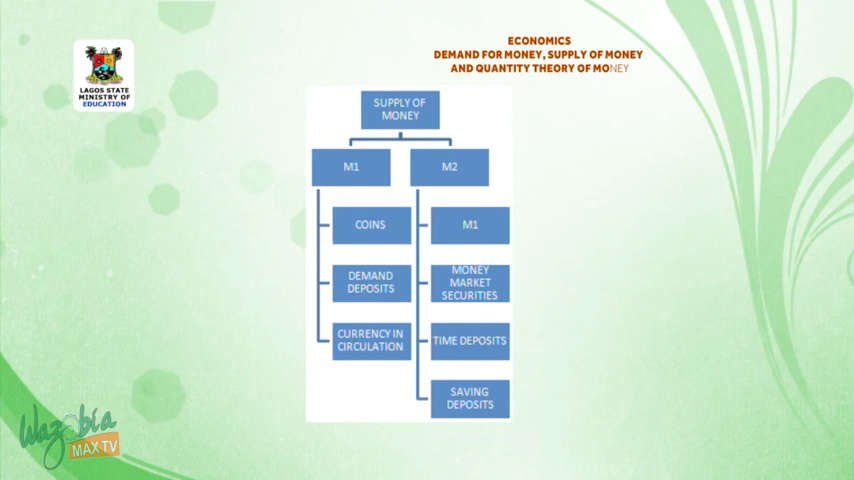 ECONOMICS
DEMAND FOR MONEY, SUPPLY OF MONEY
AND QUANTITY THEORY OF MONEY
LAGOS STATE
MINISTRY OF
EDUCATION
SUPPLY OF
MONEY
M1
M2
COINS
DEMAND
DEPOSITS
CURRENCY IN
CIRCULATION
M1
MONEY
MARKET
SECURITIES
TIME DEPOSITS
SAVING
DEPOSITS
Wazobia
MAX TV